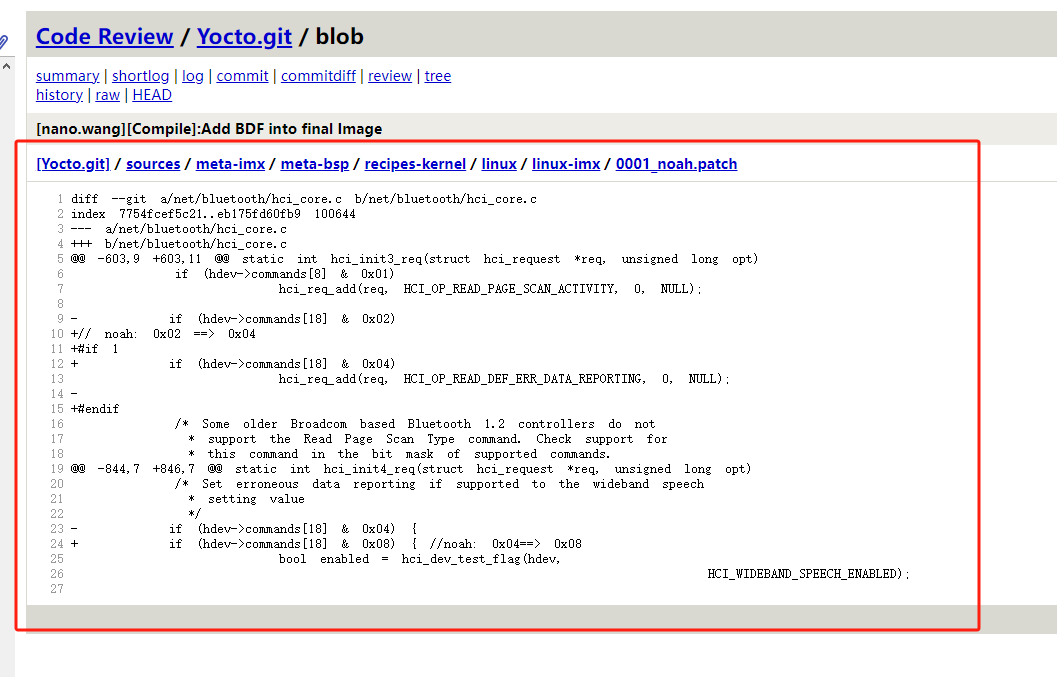 Code Review / Yocto.git / blob
summary | shortlog | log | commit | commitdiff | review | tree
history | raw | HEAD
[nano.wang][Compile]:Add BDF into final Image
[Yocto.git] / sources / meta-imx / meta-bsp / recipes-kernel / linux / linux-imx / 0001_noah.patch
1 diff --git a/net/bluetooth/hci_core.c b/net/bluetooth/hci_core.c
2 index 7754fcef5c21..eb175fd60fb9 100644
3 --- a/net/bluetooth/hci_core.c
4 +++ b/net/bluetooth/hci_core.c
5 @@ -603,9 +603,11 @@ static int hci_init3_req(struct hci_request *req, unsigned long opt)
6 if (hdev->commands[8] & 0x01)
7 hci_req_add(req, HCI_OP_READ_PAGE_SCAN_ACTIVITY, 0, NULL);
8
9 - if (hdev->commands[18] & 0x02)
10 +// noah: 0x02 ==> 0x04
11 +#if 1
12 + if (hdev->commands[18] & 0x04)
13 hci_req_add(req, HCI_OP_READ_DEF_ERR_DATA_REPORTING, 0, NULL);
14 -
15 +#endif
16 /* Some older Broadcom based Bluetooth 1.2 controllers do not
17 * support the Read Page Scan Type command. Check support for
18 * this command in the bit mask of supported commands.
19 @@ -844,7 +846,7 @@ static int hci_init4_req(struct hci_request *req, unsigned long opt)
20 /* Set erroneous data reporting if supported to the wideband speech
21 * setting value
22 */
23 - if (hdev->commands[18] & 0x04) {
24 + if (hdev->commands[18] & 0x08) { //noah: 0x04==> 0x08
25 bool enabled = hci_dev_test_flag(hdev,
26 HCI_WIDEBAND_SPEECH_ENABLED);
27